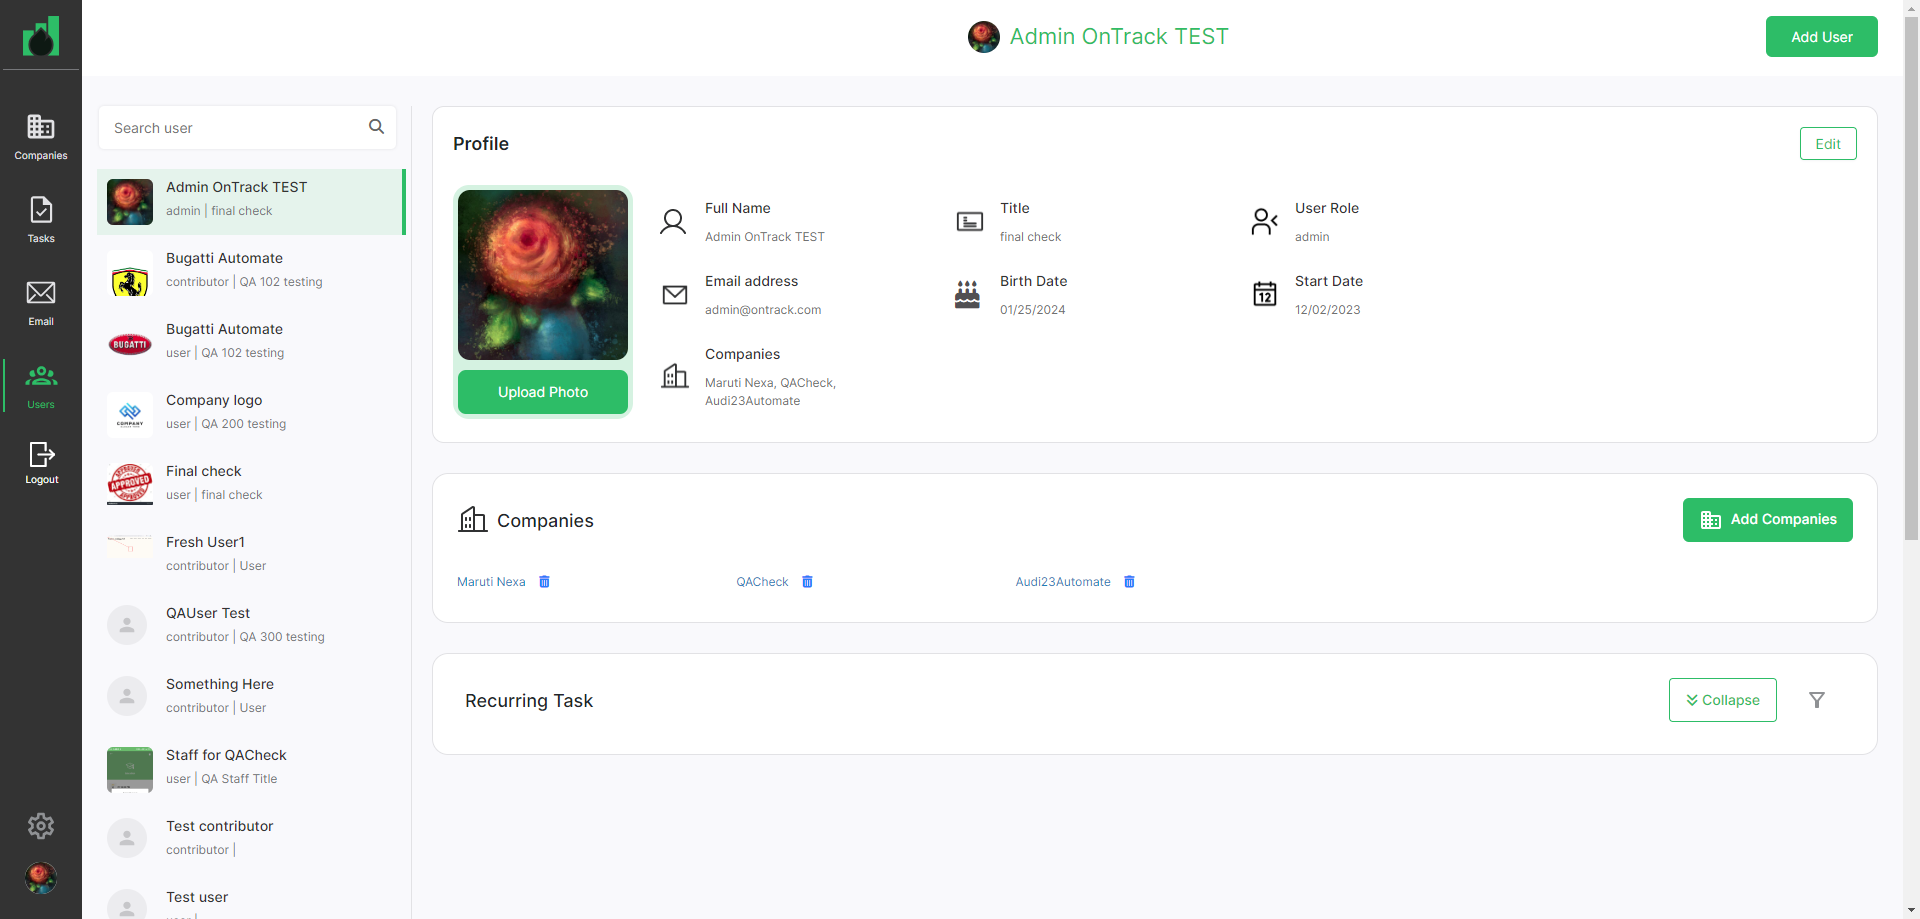 Admin OnTrack TEST
Add User
Companies
Tasks
Email
Users
Logout
Search user
Admin OnTrack TEST
admin | final check
Bugatti Automate
contributor | QA 102 testing
BUGATTI
Bugatti Automate
user | QA 102 testing
COMPANY
Company logo
user | QA 200 testing
APPROVED
Final check
user | final check
Fresh User1
contributor | User
QAUser Test
contributor | QA 300 testing
Something Here
contributor | User
Staff for QACheck
user | QA Staff Title
Test contributor
contributor |
Test user
Profile
Edit
Upload Photo
Full Name
Admin OnTrack TEST
Title
final check
User Role
admin
Email address
admin@ontrack.com
Birth Date
01/25/2024
12
Start Date
12/02/2023
Companies
Maruti Nexa, QACheck,
Audi23Automate
Companies
Add Companies
Maruti Nexa
QACheck
Audi23Automate
Recurring Task
Collapse